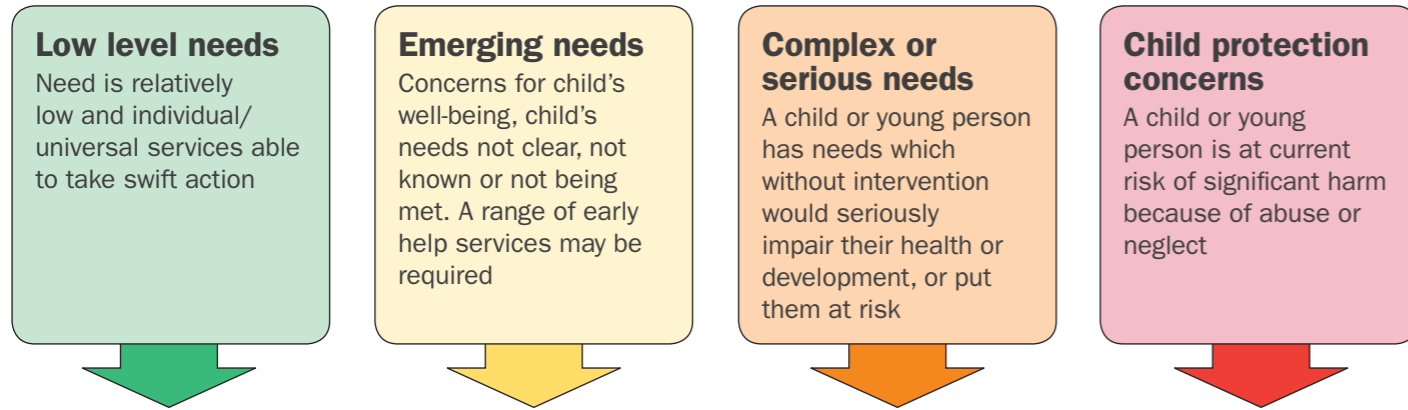 Low level needs
Need is relatively
low and individual/
universal services able
to take swift action
Emerging needs
Concerns for child’s
well-being, child’s
needs not clear, not
known or not being
met. A range of early
help services may be
required
Complex or
serious needs
A child or young person
has needs which
without intervention
would seriously
impair their health or
development, or put
them at risk
Child protection
concerns
A child or young
person is at current
risk of significant harm
because of abuse or
neglect